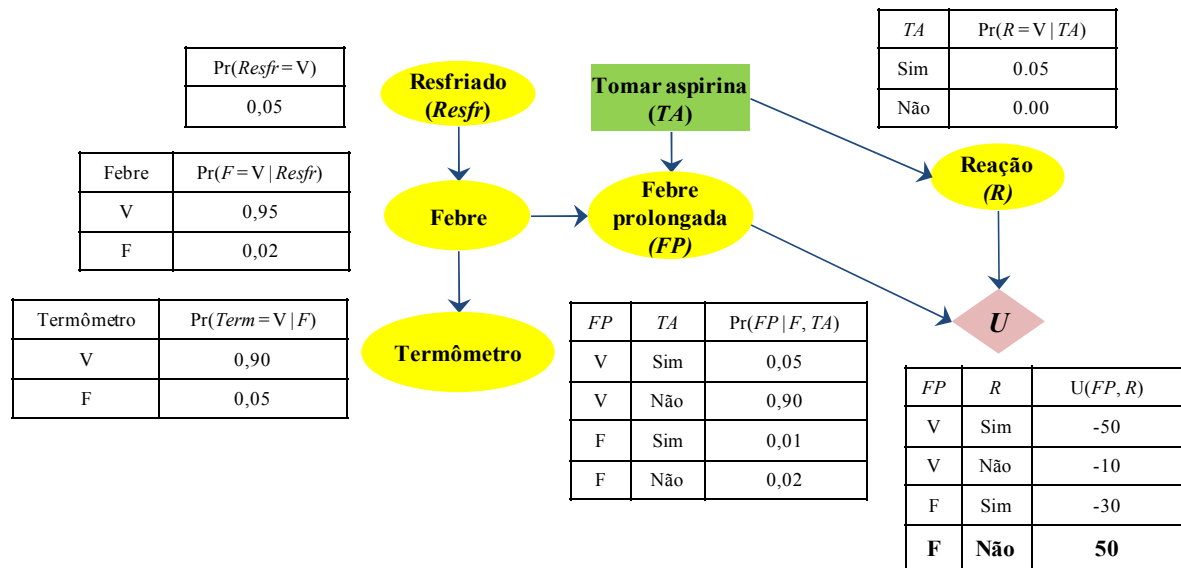 TA Pr(R=V | TA)
Sim 0.05
Não 0.00
Pr(Resfr=V)
0,05
Resfriado
(Resfr)
Tomar aspirina
(TA)
Febre Pr(F=V | Resfr)
V 0,95
F 0,02
Febre
Febre
prolongada
(FP)
Reação
(R)
Termômetro Pr(Term=V | F)
V 0,90
F 0,05
Termômetro
FP TA Pr(FP | F, TA)
V Sim 0,05
V Não 0,90
F Sim 0,01
F Não 0,02
U
FP R U(FP, R)
V Sim -50
V Não -10
F Sim -30
F Não 50